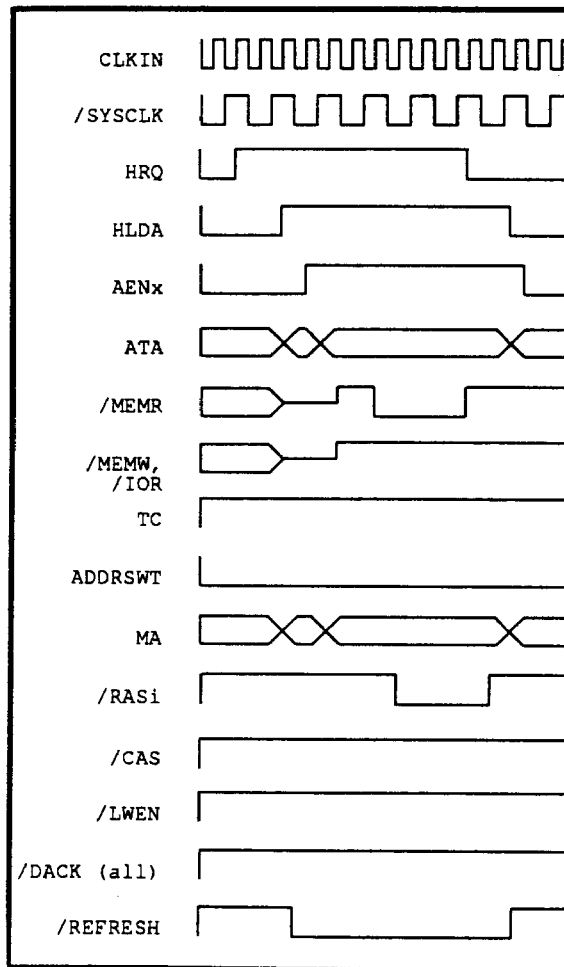 CLKIN
/SYSCLK
HRQ
HLDA
AENx
ATA
/MEMR
/MEMW,
/IOR
TC
ADDRSWT
MA
/RASi
/CAS
/LWEN
/DACK (all)
/REFRESH